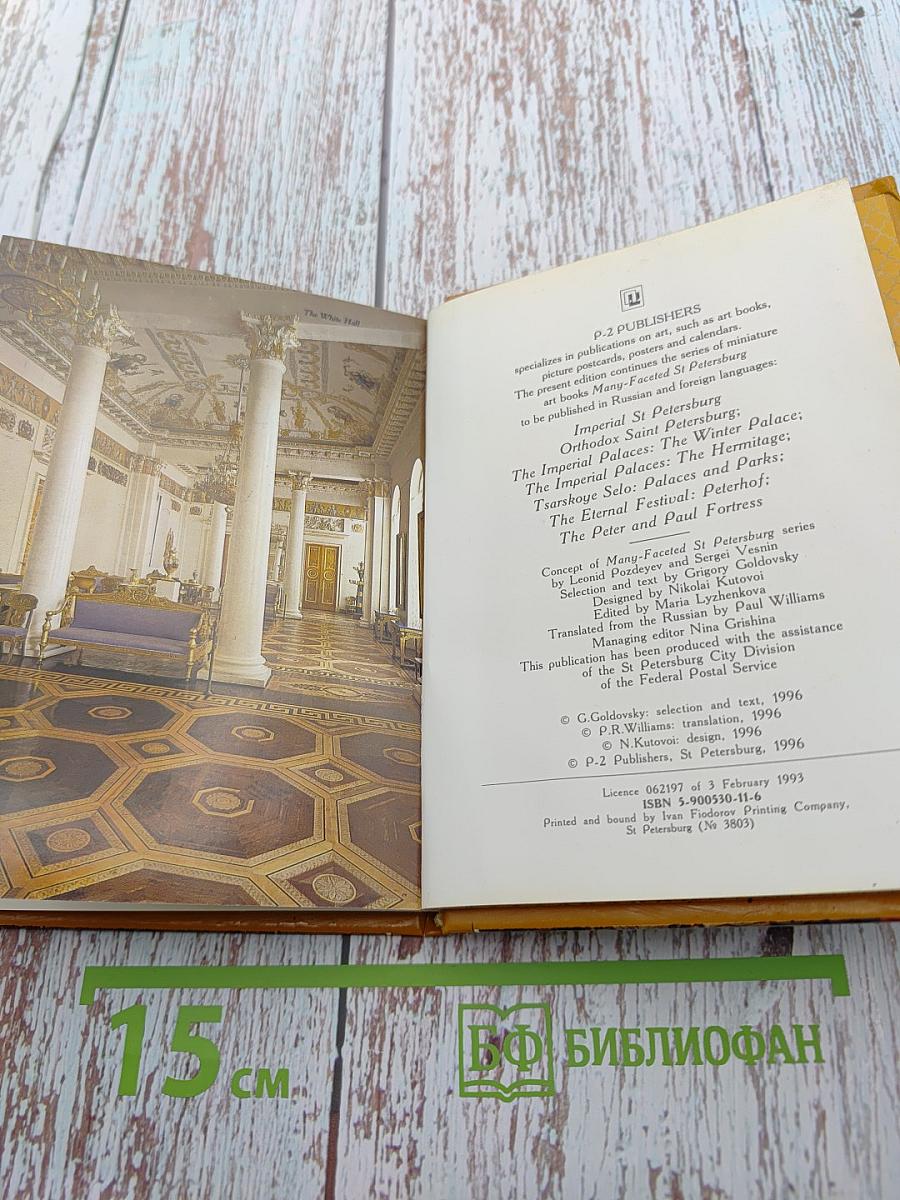 The White Hall
P-2 PUBLISHERS
specializes in publications on art, such as art books,
picture postcards, posters and calendars.
The present edition continues the series of miniature
art books Many-Faceted St Petersburg
to be published in Russian and foreign languages:
Imperial St Petersburg
Orthodox Saint Petersburg;
The Imperial Palaces: The Winter Palace;
The Imperial Palaces: The Hermitage;
Tsarskoye Selo: Palaces and Parks;
The Eternal Festival: Peterhof;
The Peter and Paul Fortress
Concept of Many-Faceted St Petersburg series
by Leonid Pozdeyev and Sergei Vesnin
Selection and text by Grigory Goldovsky
Designed by Nikolai Kutovoi
Edited by Maria Lyzhenkova
Translated from the Russian by Paul Williams
Managing editor Nina Grishina
This publication has been produced with the assistance
of the St Petersburg City Division
of the Federal Postal Service
© G.Goldovsky: selection and text, 1996
© P.R.Williams: translation, 1996
© N.Kutovoi: design, 1996
© P-2 Publishers, St Petersburg, 1996
Licence 062197 of 3 February 1993
ISBN 5-900530-11-6
Printed and bound by Ivan Fiodorov Printing Company,
St Petersburg (№ 3803)
15 см
БФ БИБЛИОФАН